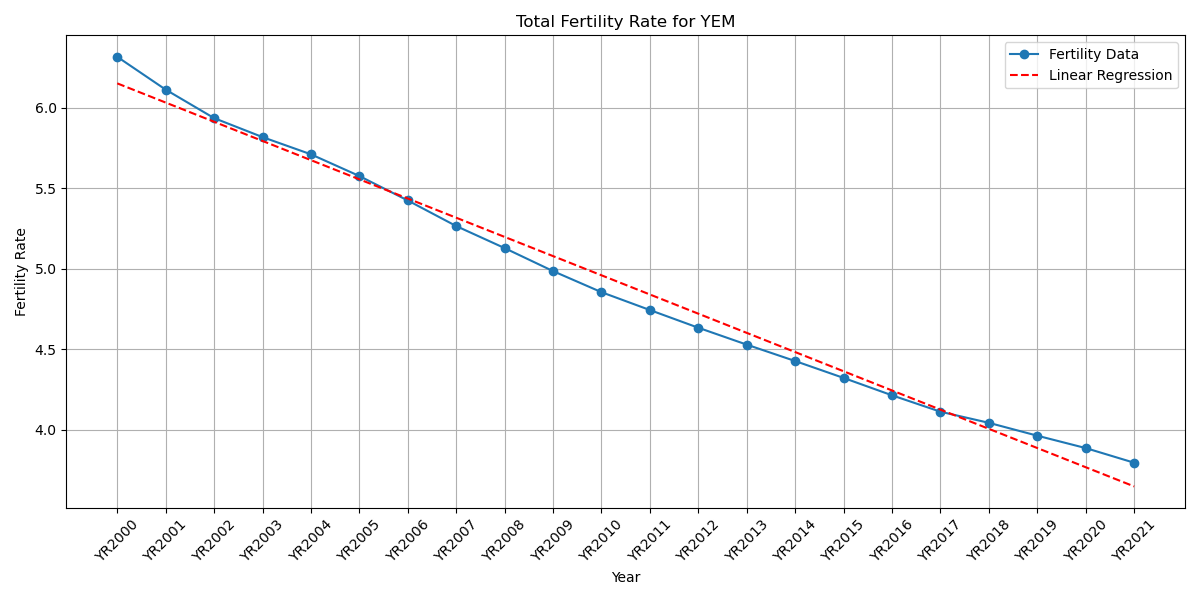 Total Fertility Rate for YEM
Fertility Data
Linear Regression
Fertility Rate
6.0
5.5
5.0
4.5
4.0
YR2000
YR2001
YR2002
YR2003
YR2004
YR2005
YR2006
YR2007
YR2008
YR2009
YR2010
YR2011
YR2012
YR2013
YR2014
YR2015
YR2016
YR2017
YR2018
YR2019
YR2020
YR2021
Year